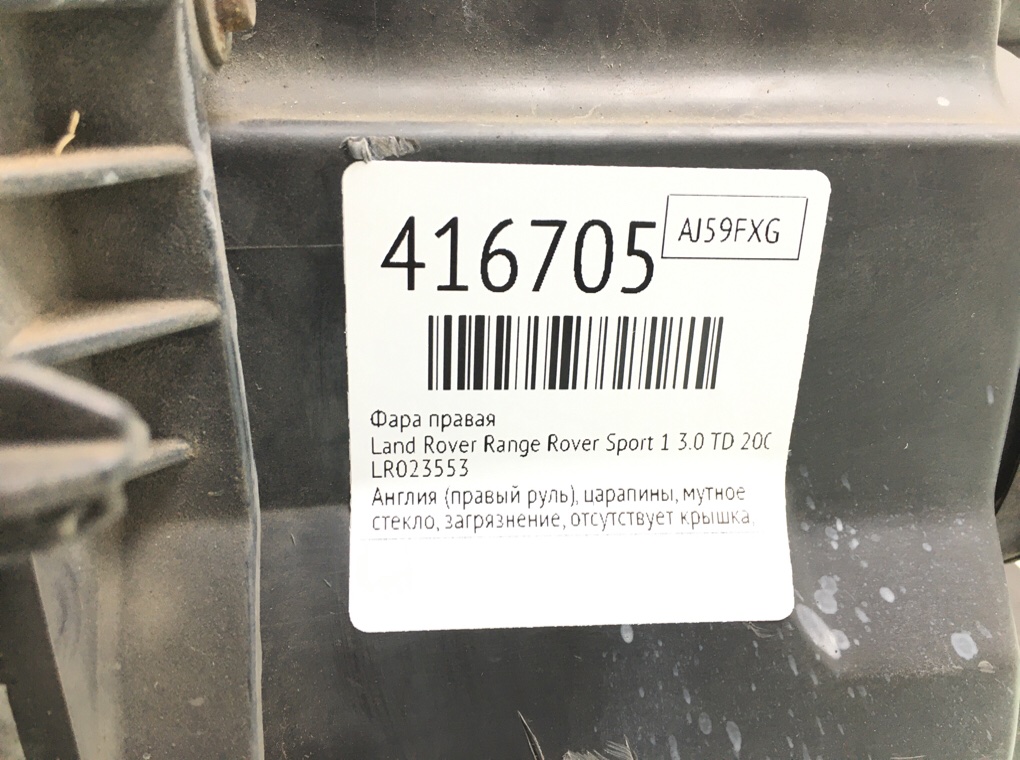 416705
AJ59FXG
Фара правая
Land Rover Range Rover Sport 1 3.0 TD
LR023553
Англия (правый руль), царапины, мутное
стекло, загрязнение, отсутствует крышка,